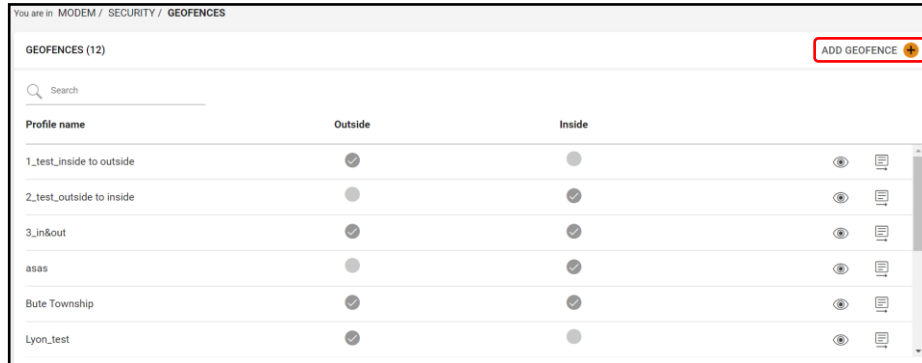 You are in MODEM / SECURITY / GEOFENCES
GEOFENCES (12) ADD GEOFENCE
Search
Profile name Outside Inside
1_test_inside to outside
2_test_outside to inside
3_in&out
asas
Bute Township
Lyon_test